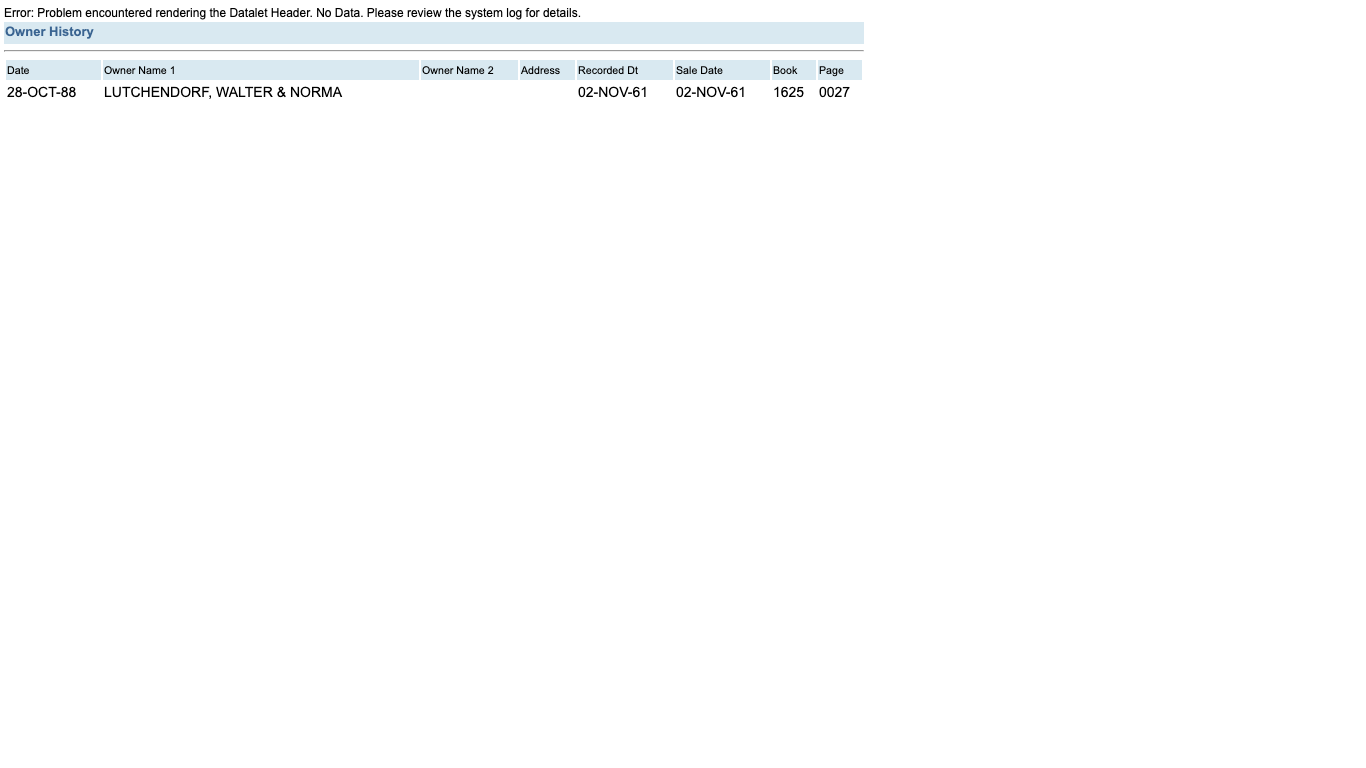 Error: Problem encountered rendering the Datalet Header. No Data. Please review the system log for details.
Owner History
Date Owner Name 1 Owner Name 2 Address Recorded Dt Sale Date Book Page
28-OCT-88 LUTCHENDORF, WALTER & NORMA 02-NOV-61 02-NOV-61 1625 0027